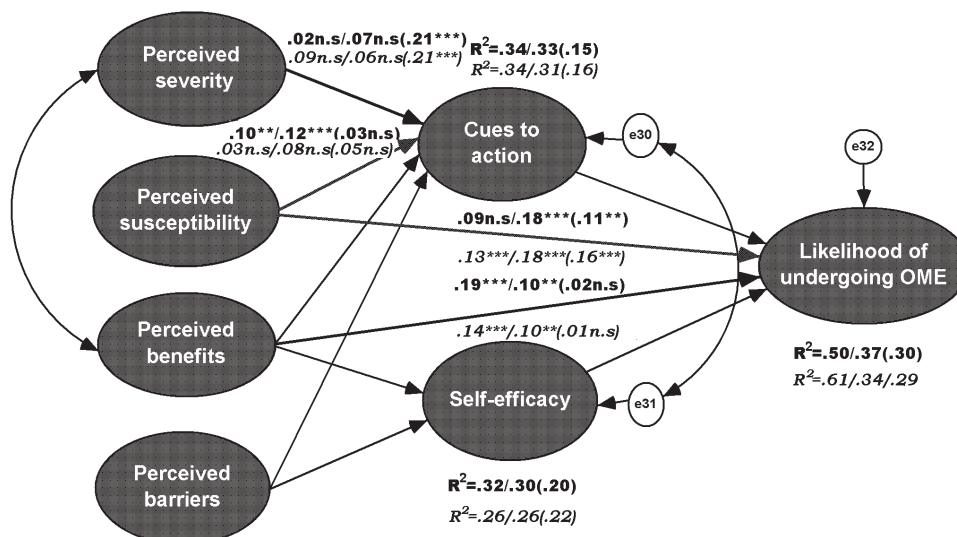 Perceived
severity
.02n.s/.07n.s(.21***)
.09n.s/.06n.s(.21***)
R²=.34/.33(.15)
R²=.34/.31(.16)
Cues to
action
e30
e32
.10**/.12***(.03n.s)
.03n.s/.08n.s(.05n.s)
Perceived
susceptibility
.09n.s/.18***(.11**)
.13***/.18***(.16***)
Likelihood of
undergoing OME
.19***/.10**(.02n.s)
.14***/.10**(.01n.s)
Perceived
benefits
R²=.50/.37(.30)
R²=.61/.34/.29
Self-efficacy
e31
Perceived
barriers
R²=.32/.30(.20)
R²=.26/.26(.22)